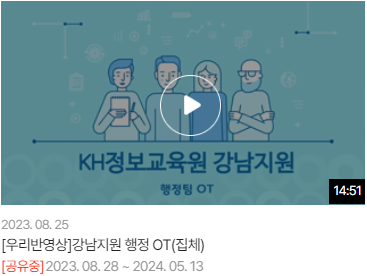 KH정보교육원 강남지원
행정팀 OT
14:51
2023. 08. 25
[우리반영상]강남지원 행정 OT(집체)
[공유중] 2023. 08. 28 ~ 2024. 05. 13